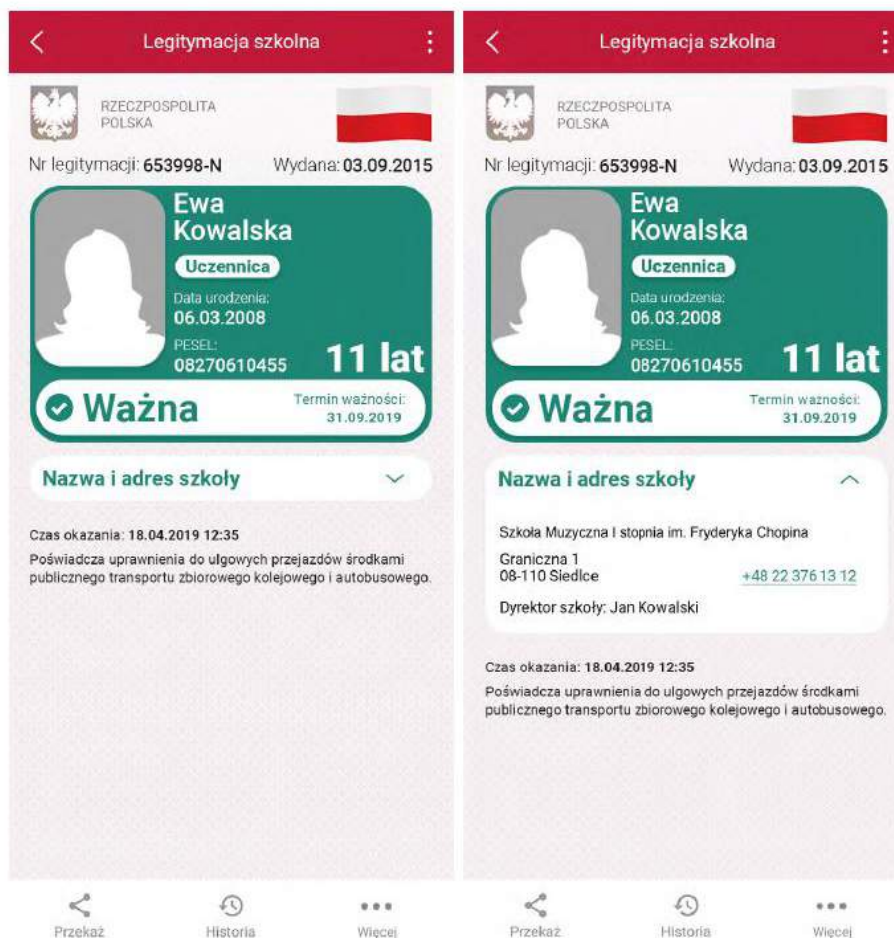 Legitymacja szkolna
RZECZPOSPOLITA
POLSKA
Nr legitymacji: 653998-N Wydana: 03.09.2015
Ewa
Kowalska
Uczennica
Data urodzenia:
06.03.2008
PESEL:
08270610455 11 lat
Ważna
Termin ważności:
31.09.2019
Nazwa i adres szkoły
Czas okazania: 18.04.2019 12:35
Poświadcza uprawnienia do ulgowych przejazdów środkami
publicznego transportu zbiorowego kolejowego i autobusowego.
Przekaż Historia Więcej
Legitymacja szkolna
RZECZPOSPOLITA
POLSKA
Nr legitymacji: 653998-N Wydana: 03.09.2015
Ewa
Kowalska
Uczennica
Data urodzenia:
06.03.2008
PESEL:
08270610455 11 lat
Ważna
Termin ważności:
31.09.2019
Nazwa i adres szkoły
Szkoła Muzyczna I stopnia im. Fryderyka Chopina
Graniczna 1
08-110 Siedlce +48 22 376 13 12
Dyrektor szkoły: Jan Kowalski
Czas okazania: 18.04.2019 12:35
Poświadcza uprawnienia do ulgowych przejazdów środkami
publicznego transportu zbiorowego kolejowego i autobusowego.
Przekaż Historia Więcej